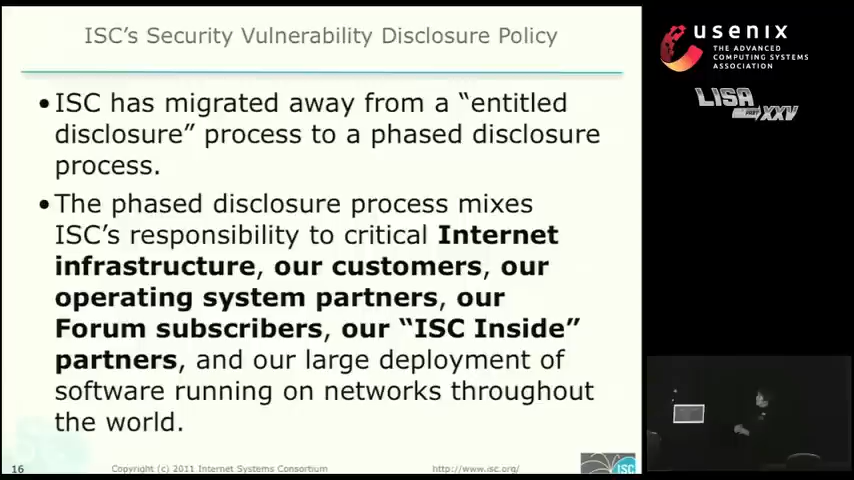 ISC's Security Vulnerability Disclosure Policy
•ISC has migrated away from a “entitled
disclosure” process to a phased disclosure
process.
•The phased disclosure process mixes
ISC's responsibility to critical Internet
infrastructure, our customers, our
operating system partners, our
Forum subscribers, our “ISC Inside”
partners, and our large deployment of
software running on networks throughout
the world.
16
Copyright (c) 2011 Internet Systems Consortium
http://www.isc.org/
ISC
usenix
THE ADVANCED
COMPUTING SYSTEMS
ASSOCIATION
LISA
PART XXV